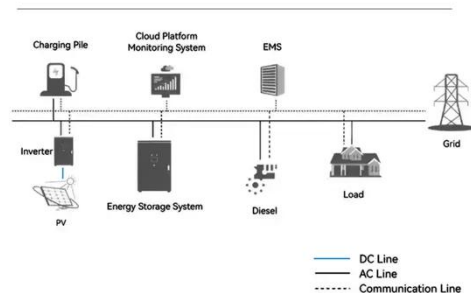 Charging Pile
Cloud Platform
Monitoring System
EMS
Grid
Inverter
PV
Energy Storage System
Diesel
Load
DC Line
AC Line
Communication Line